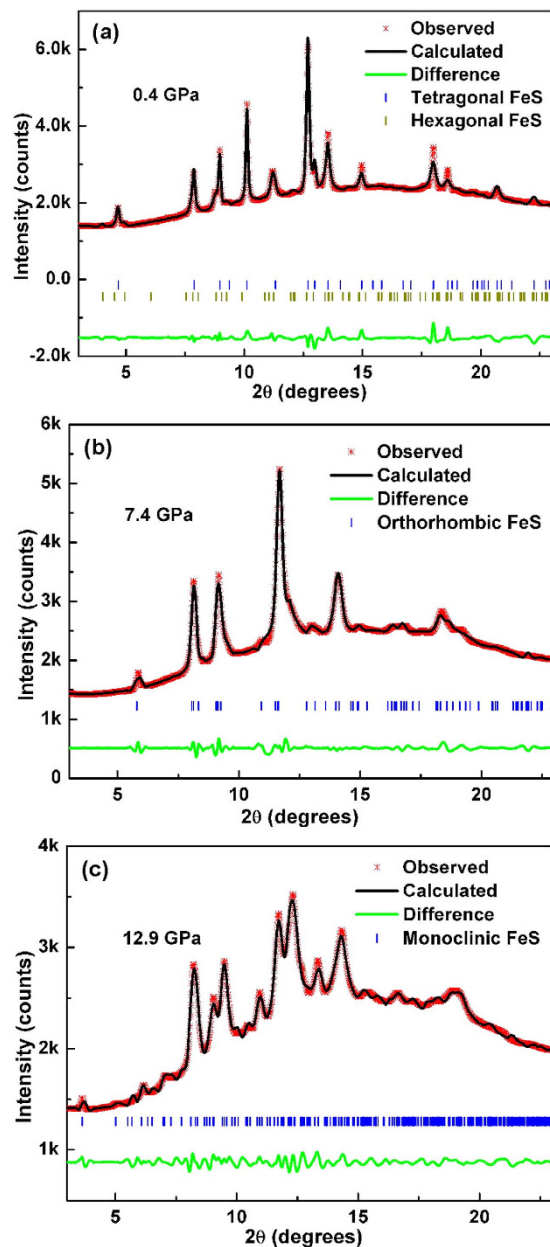 (a)
Observed
Calculated
0.4 GPa
Difference
Tetragonal FeS
Hexagonal FeS
Intensity (counts)
6.0k
4.0k
2.0k
0.0
-2.0k
5
10
15
20
2θ (degrees)
(b)
Observed
Calculated
7.4 GPa
Difference
Orthorhombic FeS
Intensity (counts)
6k
5k
4k
3k
2k
1k
0
5
10
15
20
2θ (degrees)
(c)
Observed
Calculated
12.9 GPa
Difference
Monoclinic FeS
Intensity (counts)
4k
3k
2k
1k
5
10
15
20
2θ (degrees)